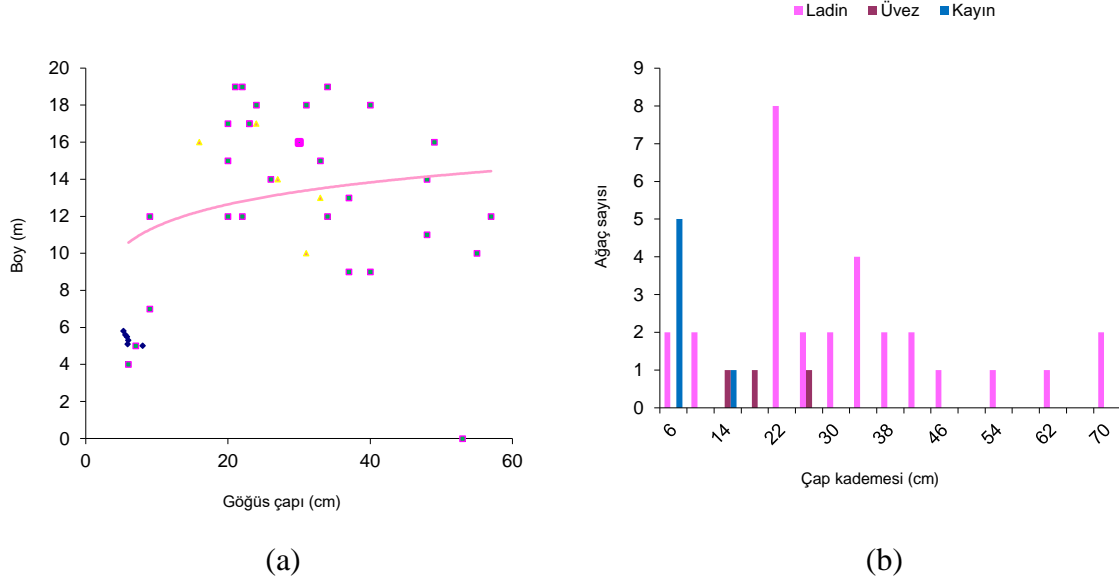 Ladin Üvez Kayın
20
18
16
14
12
10
8
6
4
2
0
0 20 40 60
Boy (m)
Göğüs çapı (cm)
(a)
9
8
7
6
5
4
3
2
1
0
6 14 22 30 38 46 54 62 70
Ağaç sayısı
Çap kademesi (cm)
(b)